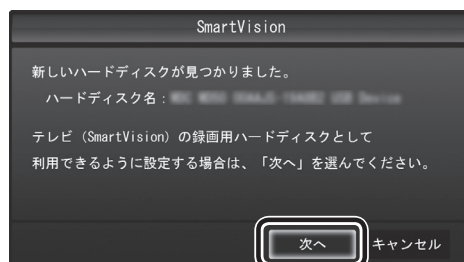 SmartVision
新しいハードディスクが見つかりました。
ハードディスク名：
テレビ（SmartVision）の録画用ハードディスクとして
利用できるように設定する場合は、「次へ」を選んでください。
次へ
キャンセル